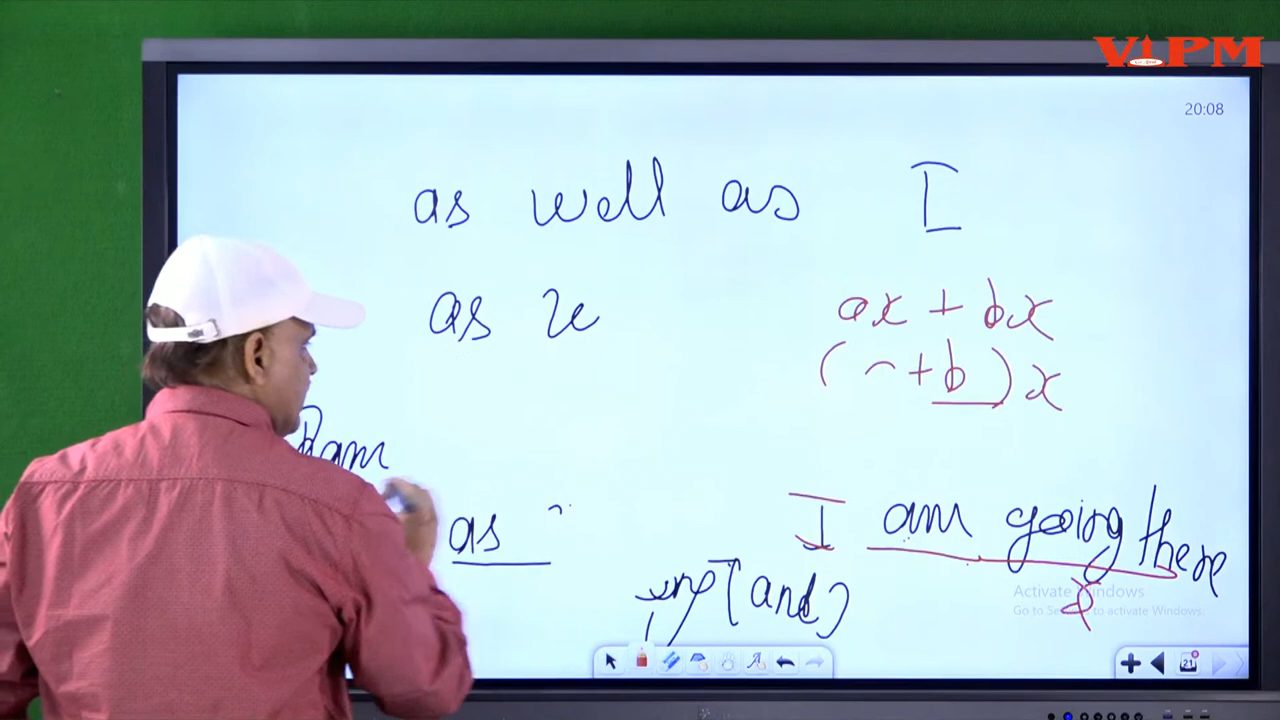 VIPM
20:08
as well as I
as
ax + bx
( + b ) x
Ram
as
I am going there
(and)
Activate Windows
Go to Settings to activate Windows.
21